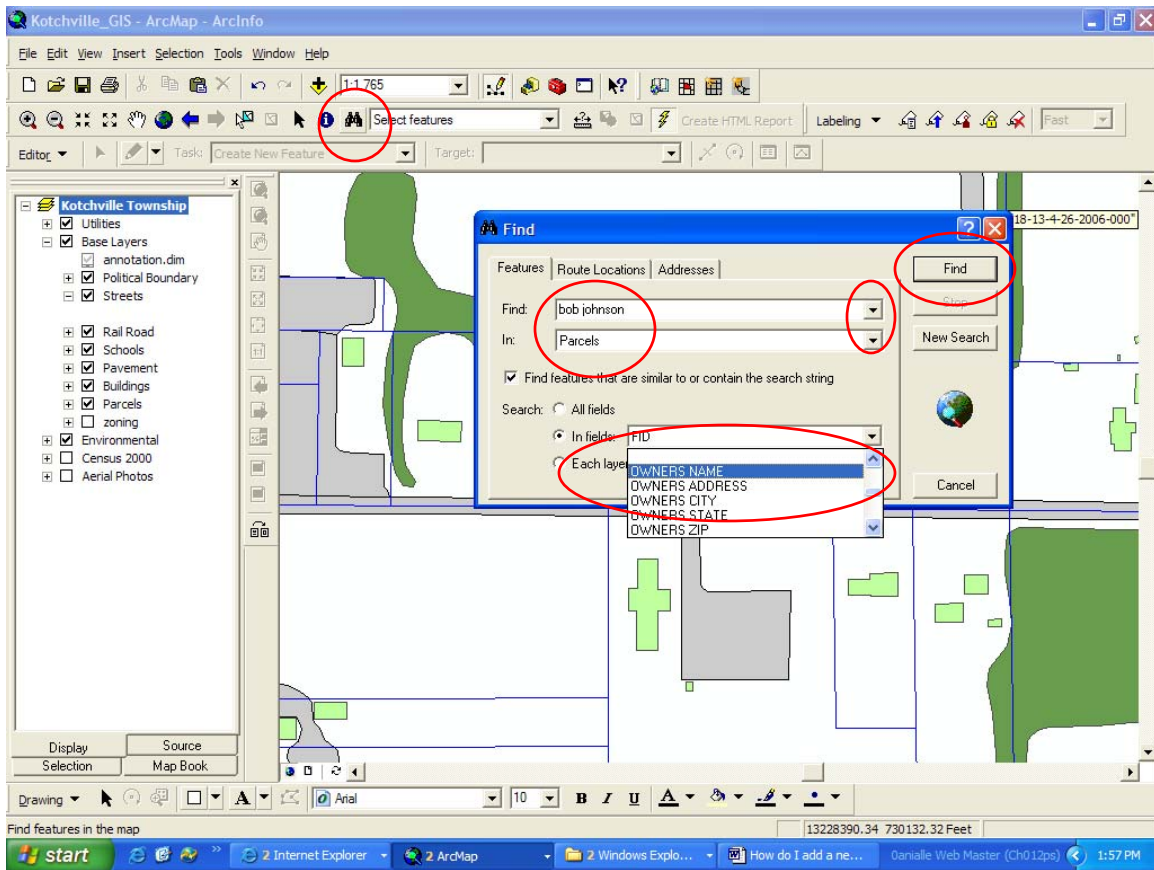 Kotchville_GIS - ArcMap - ArcInfo
File Edit View Insert Selection Tools Window Help
1:1,765
Select features Create HTML Report Labeling Fast
Editor Task: Create New Feature Target:
Kotchville Township
Utilities
Base Layers
annotation.dim
Political Boundary
Streets
Rail Road
Schools
Pavement
Buildings
Parcels
zoning
Environmental
Census 2000
Aerial Photos
Display Source
Selection Map Book
18-13-4-26-2006-000"
Find
Features Route Locations Addresses
Find: bob johnson
In: Parcels
Find features that are similar to or contain the search string
Search: All fields
In fields: FID
Each laye
OWNERS NAME
OWNERS ADDRESS
OWNERS CITY
OWNERS STATE
OWNERS ZIP
Find
Stop
New Search
Cancel
Drawing A Arial 10 B I U A
Find features in the map
13228390.34 730132.32 Feet
start 2 Internet Explorer 2 ArcMap 2 Windows Explo... How do I add a ne... Danialle Web Master (Ch012ps) 1:57 PM